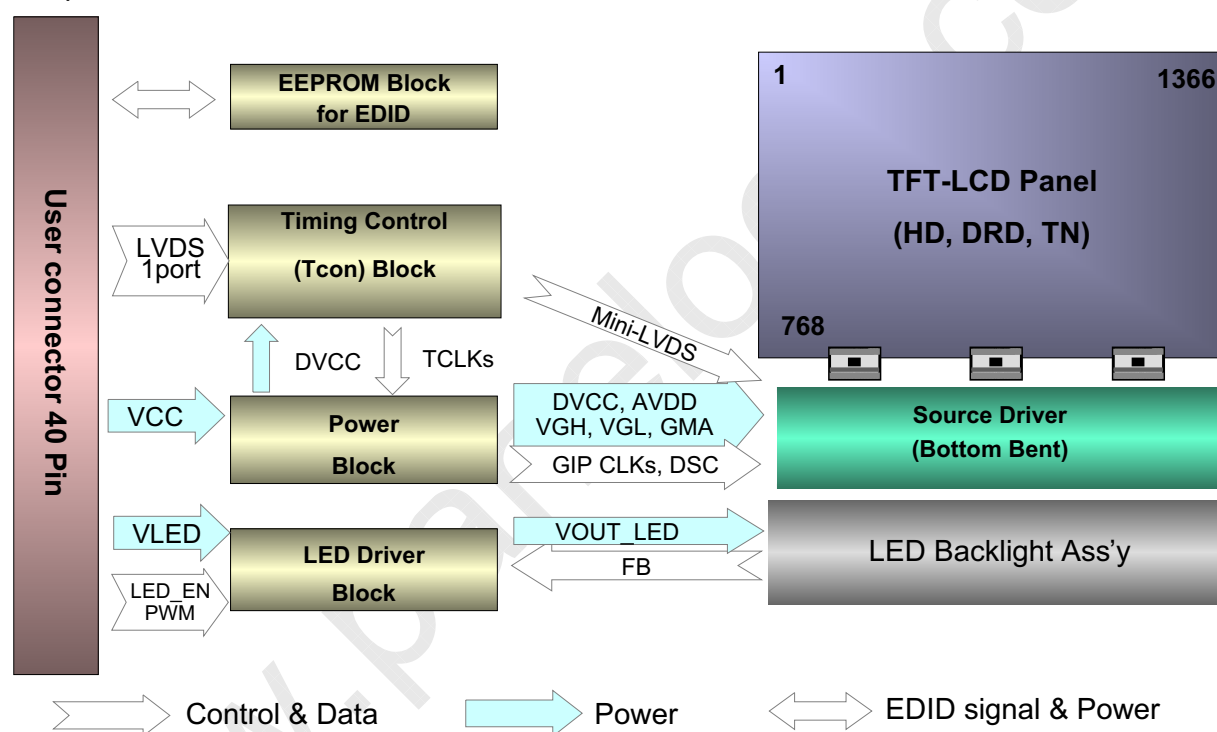 User connector 40 Pin
EEPROM Block
for EDID
LVDS
1port
Timing Control
(Tcon) Block
DVCC
TCLKs
Mini-LVDS
VCC
Power
Block
DVCC, AVDD
VGH, VGL, GMA
GIP CLKs, DSC
VLED
LED_EN
PWM
LED Driver
Block
VOUT_LED
FB
1
1366
TFT-LCD Panel
(HD, DRD, TN)
768
Source Driver
(Bottom Bent)
LED Backlight Ass’y
Control & Data
Power
EDID signal & Power